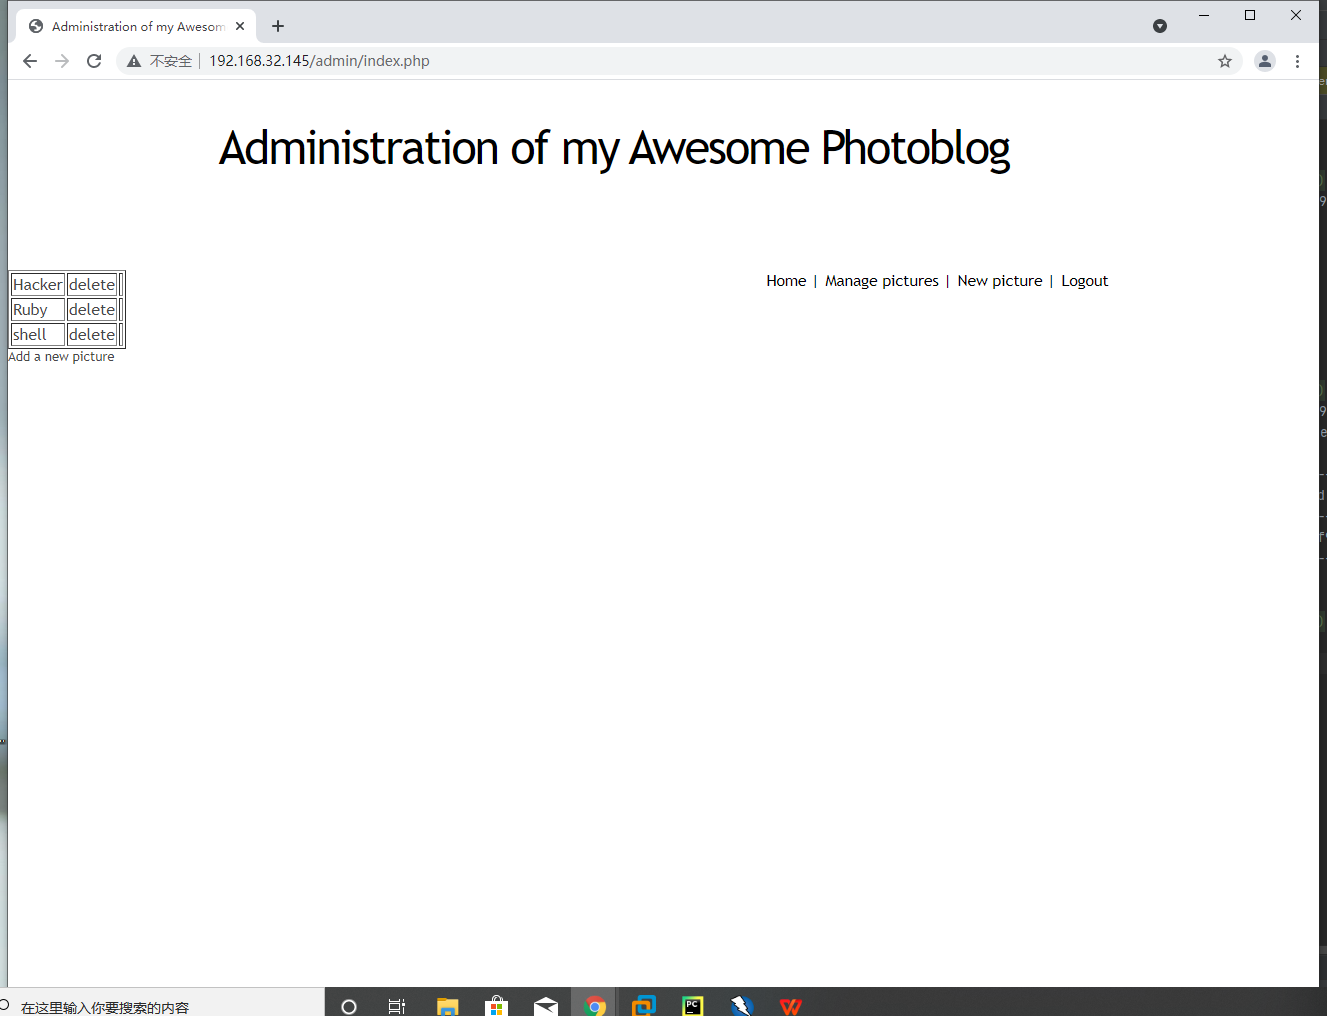 Administration of my Awesom
不安全 192.168.32.145/admin/index.php
Administration of my Awesome Photoblog
Home | Manage pictures | New picture | Logout
Hacker delete
Ruby delete
shell delete
Add a new picture
在这里输入你要搜索的内容
PC